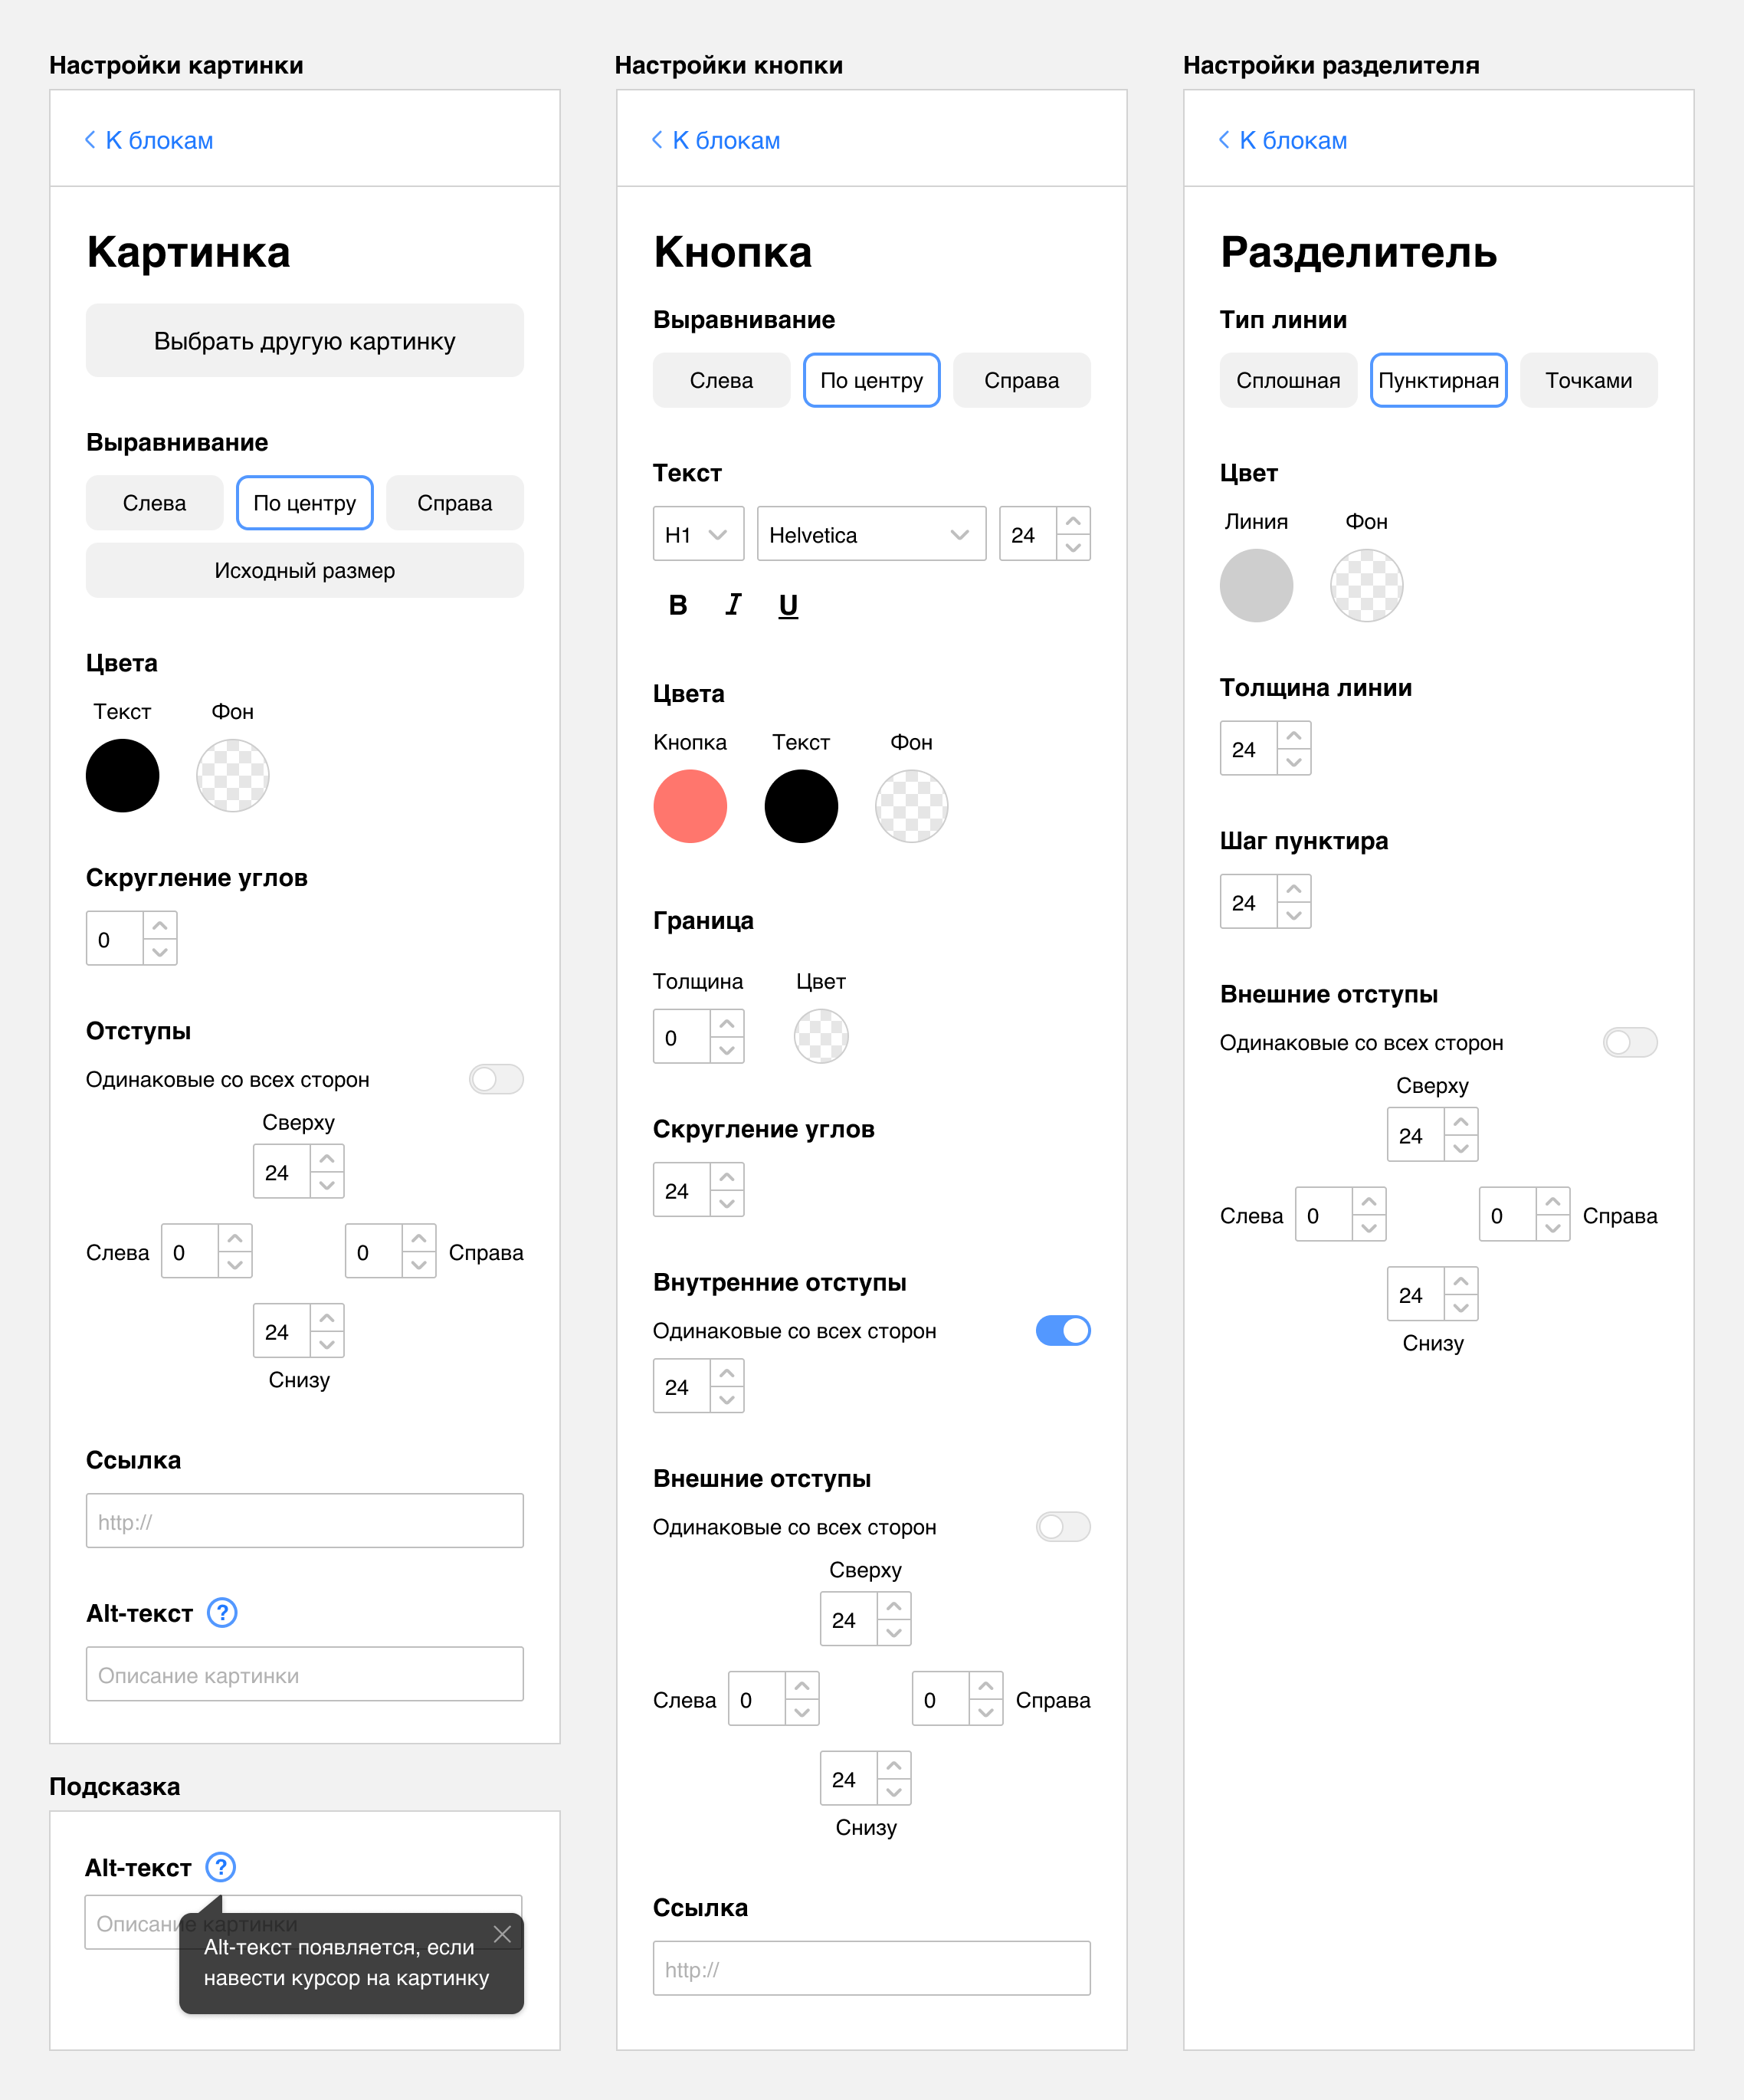 Настройки картинки
К блокам
Картинка
Выбрать другую картинку
Выравнивание
Слева По центру Справа
Исходный размер
Цвета
Текст Фон
Скругление углов
0
Отступы
Одинаковые со всех сторон
Сверху
24
Слева 0 0 Справа
24
Снизу
Ссылка
http://
Alt-текст ?
Описание картинки
Подсказка
Alt-текст ?
Описание картинки
Alt-текст появляется, если
навести курсор на картинку
Настройки кнопки
К блокам
Кнопка
Выравнивание
Слева По центру Справа
Текст
H1 Helvetica 24
B I U
Цвета
Кнопка Текст Фон
Граница
Толщина Цвет
0
Скругление углов
24
Внутренние отступы
Одинаковые со всех сторон
24
Внешние отступы
Одинаковые со всех сторон
Сверху
24
Слева 0 0 Справа
24
Снизу
Ссылка
http://
Настройки разделителя
К блокам
Разделитель
Тип линии
Сплошная Пунктирная Точками
Цвет
Линия Фон
Толщина линии
24
Шаг пунктира
24
Внешние отступы
Одинаковые со всех сторон
Сверху
24
Слева 0 0 Справа
24
Снизу